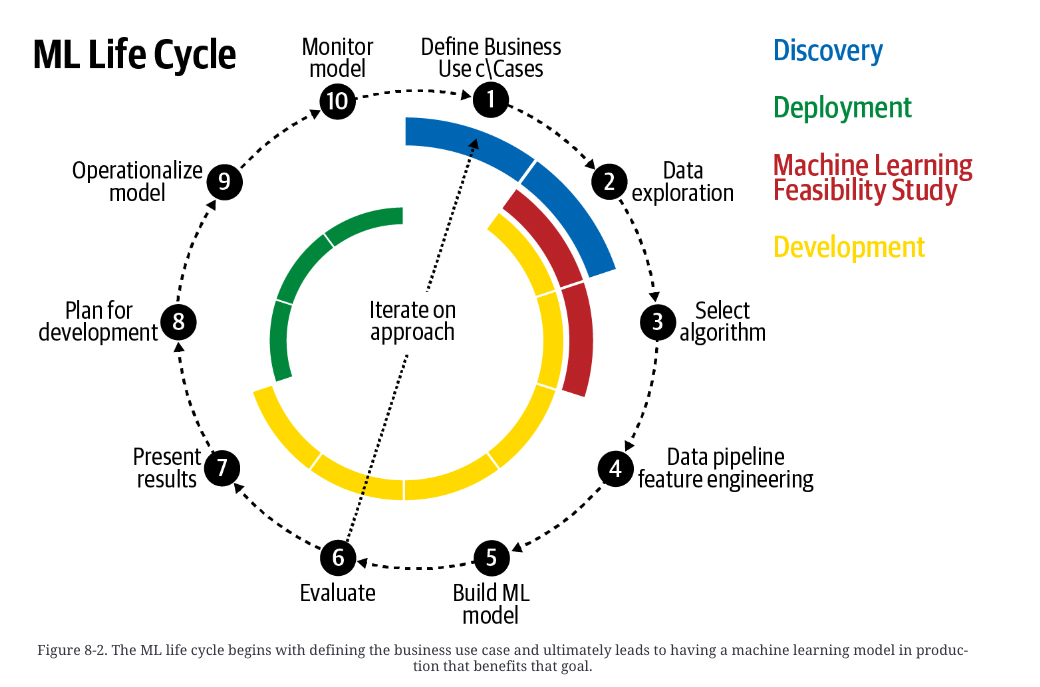 ML Life Cycle
Monitor
model
10
Define Business
Use c\Cases
1
Data
exploration
2
Select
algorithm
3
Data pipeline
feature engineering
4
Build ML
model
5
Evaluate
6
Present
results
7
Plan for
development
8
Operationalize
model
9
Iterate on
approach
Discovery
Deployment
Machine Learning
Feasibility Study
Development
Figure 8-2. The ML life cycle begins with defining the business use case and ultimately leads to having a machine learning model in produc-
tion that benefits that goal.